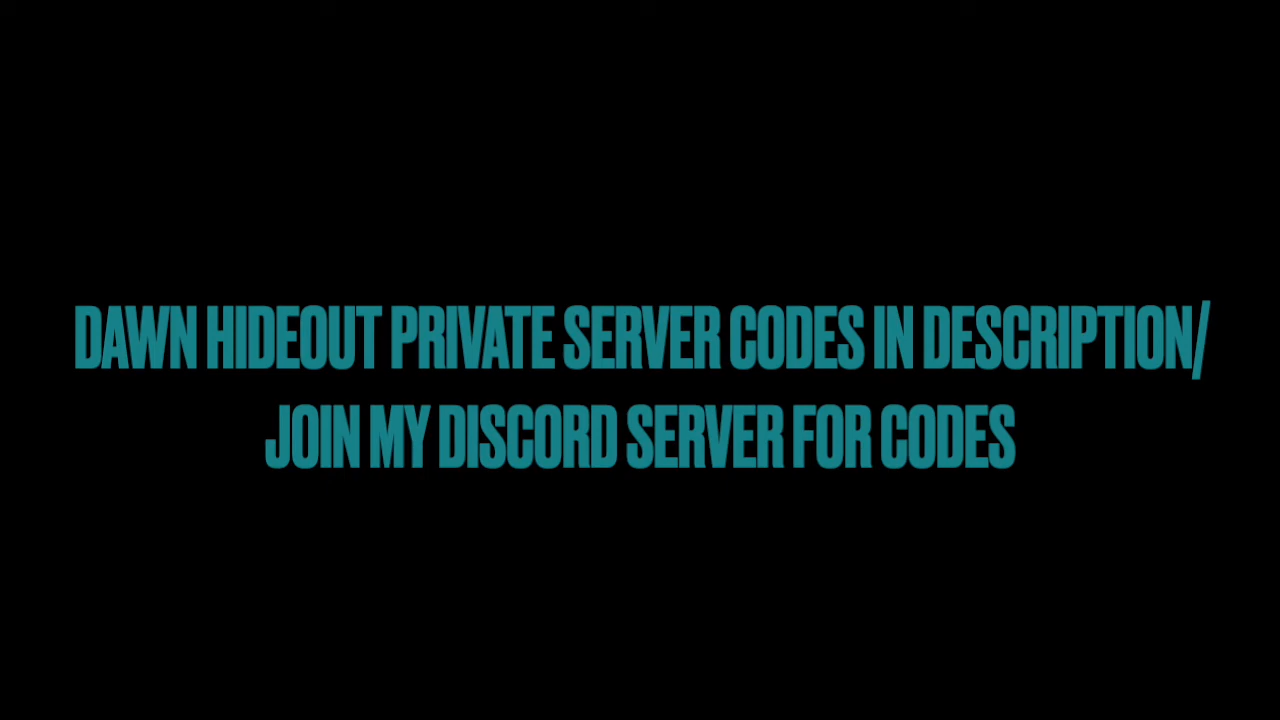 DAWN HIDEOUT PRIVATE SERVER CODES IN DESCRIPTION/
JOIN MY DISCORD SERVER FOR CODES